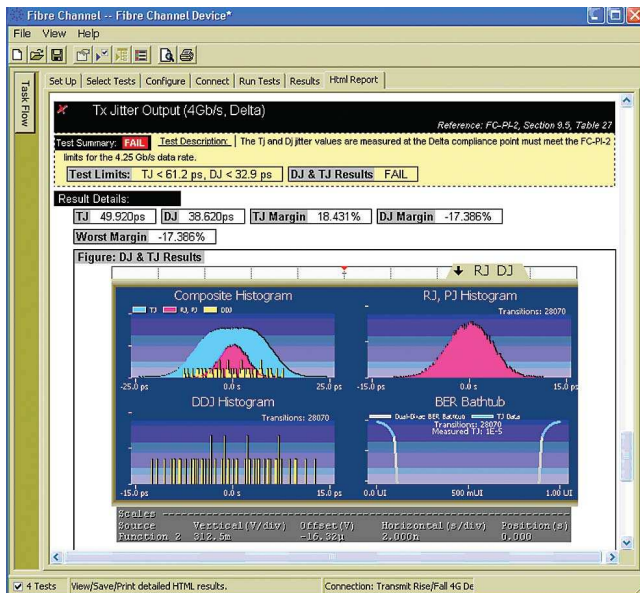 Fibre Channel -- Fibre Channel Device*
File View Help
Task Flow
Set Up Select Tests Configure Connect Run Tests Results Html Report
Tx Jitter Output (4Gb/s, Delta)
Reference: FC-PI-2, Section 9.5, Table 27
Test Summary: FAIL Test Description: The Tj and Dj jitter values are measured at the Delta compliance point must meet the FC-PI-2
limits for the 4.25 Gb/s data rate.
Test Limits: TJ < 61.2 ps, DJ < 32.9 ps DJ & TJ Results FAIL
Result Details:
TJ 49.920ps DJ 38.620ps TJ Margin 18.431% DJ Margin -17.386%
Worst Margin -17.386%
Figure: DJ & TJ Results
RJ DJ
Composite Histogram
TJ RJ, PJ DDJ
-25.0 ps 0.0 s 25.0 ps
RJ, PJ Histogram
Transitions: 28070
-15.0 ps 0.0 s 15.0 ps
DDJ Histogram
Transitions: 28070
-15.0 ps 0.0 s 15.0 ps
BER Bathtub
Dual-Dirac BER Bathtub TJ Data
Transitions: 28070
Measured TJ: 1E-5
0.0 UI 500 mUI 1.00 UI
Scales
Source Vertical(V/div) Offset(V) Horizontal(s/div) Position(s)
Function 2 312.5m -16.32µ 2.000n 0.000
4 Tests View/Save/Print detailed HTML results. Connection: Transmit Rise/Fall 4G De